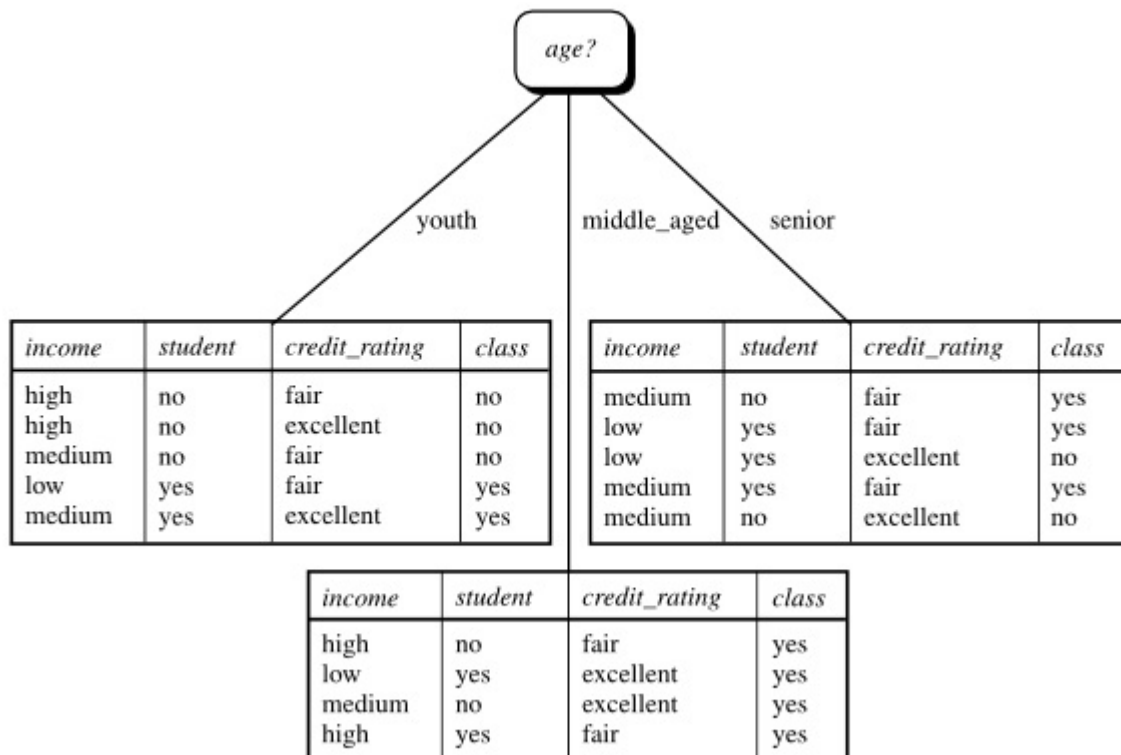 age?
youth
middle_aged
senior
income student credit_rating class
high no fair no
high no excellent no
medium no fair no
low yes fair yes
medium yes excellent yes
income student credit_rating class
medium no fair yes
low yes fair yes
low yes excellent no
medium yes fair yes
medium no excellent no
income student credit_rating class
high no fair yes
low yes excellent yes
medium no excellent yes
high yes fair yes